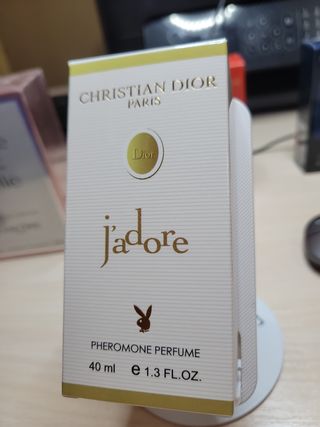 CHRISTIAN DIOR
PARIS
Dior
j'adore
PHEROMONE PERFUME
40 ml e 1.3 FL.OZ.